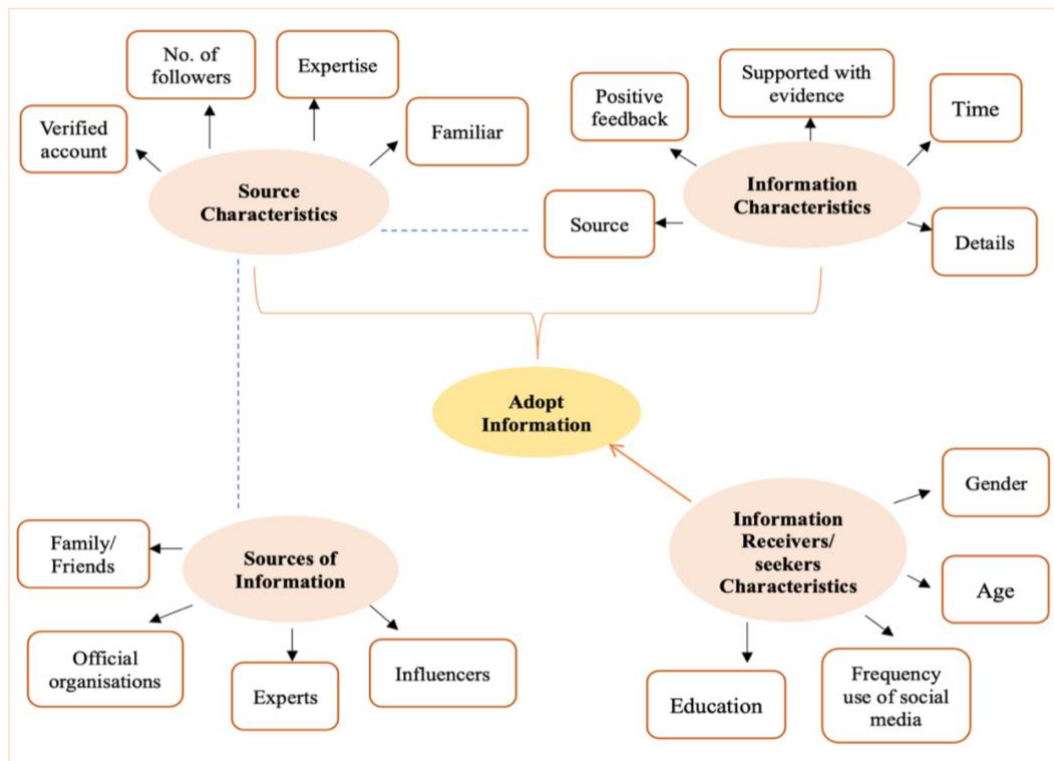 No. of
followers
Expertise
Verified
account
Familiar
Source
Characteristics
Positive
feedback
Supported with
evidence
Time
Information
Characteristics
Source
Details
Adopt
Information
Family/
Friends
Sources of
Information
Official
organisations
Experts
Influencers
Information
Receivers/
seekers
Characteristics
Gender
Age
Education
Frequency
use of social
media